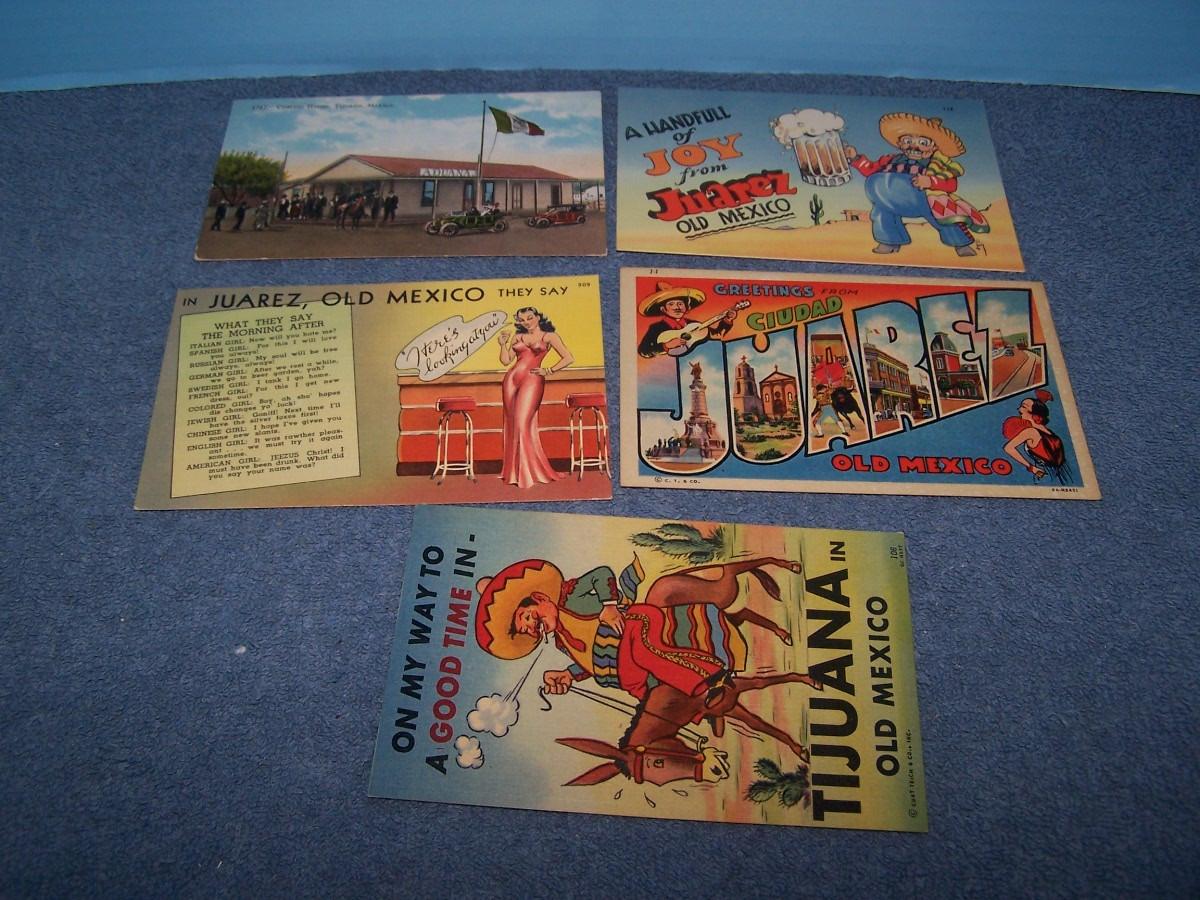 Custom House, Tijuana, Mexico.
ADUANA
A HANDFULL
of
JOY
from
Juarez
OLD MEXICO
IN JUAREZ, OLD MEXICO THEY SAY
909
WHAT THEY SAY
THE MORNING AFTER
ITALIAN GIRL: Now will you hate me?
SPANISH GIRL: For this I will love
you always!
RUSSIAN GIRL: My soul will be free
always, always!
GERMAN GIRL: After we rest a while,
we go to beer garden, yah?
SWEDISH GIRL: I tank I go home.
FRENCH GIRL: For this I get new
dress, oui?
COLORED GIRL: Boy, ah sho' hopes
dis changes yo' luck!
JEWISH GIRL: Gonif! Next time I'll
have the silver foxes first!
CHINESE GIRL: I hope I've given you
some new slants.
ENGLISH GIRL: It was rawther pleas-
ant . . . we must try it again
sometime.
AMERICAN GIRL: JEEZUS Christ! I
must have been drunk. What did
you say your name was?
"Here's
looking at you"
GREETINGS FROM
CIUDAD
JUAREZ
OLD MEXICO
© C. T. & CO.
ON MY WAY TO
A GOOD TIME IN-
TIJUANA IN
OLD MEXICO
106
© CURT TEICH & CO., INC.